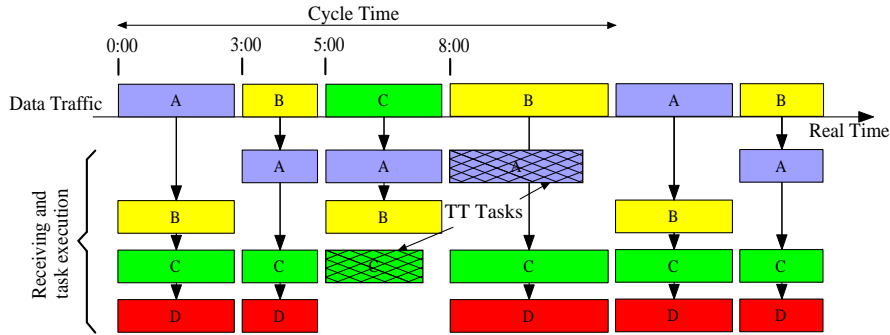 Cycle Time
0:00 3:00 5:00 8:00
Data Traffic A B C B A B
Real Time
A A A A
TT Tasks
B B B
C C C C C C
D D D D D
Receiving and
task execution